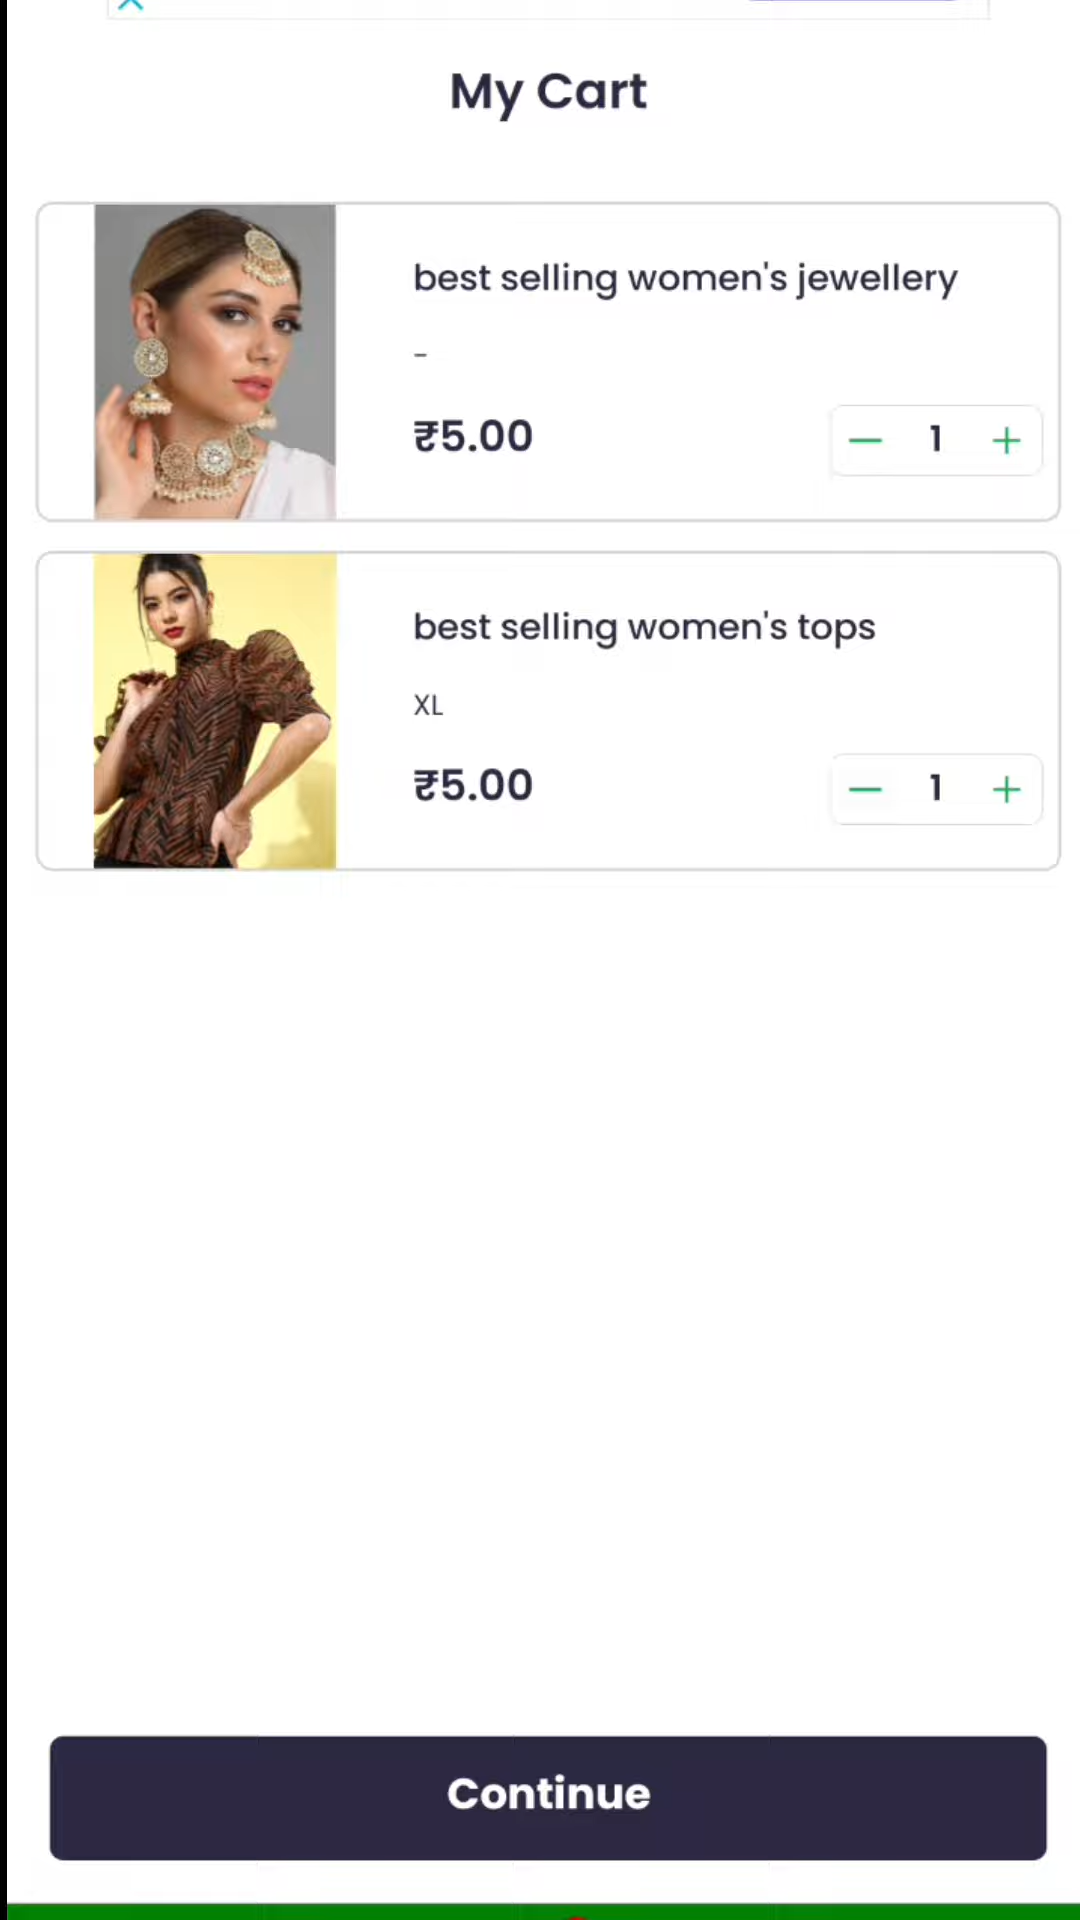 My Cart
best selling women's jewellery
-
₹5.00
1
best selling women's tops
XL
₹5.00
1
Continue